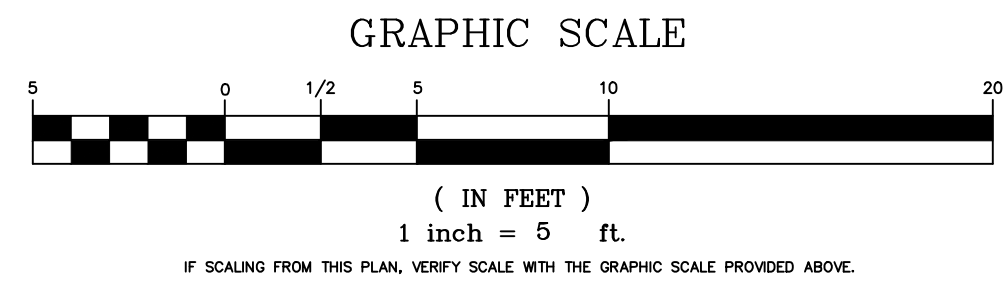 GRAPHIC SCALE
5 0 1/2 5 10 20
( IN FEET )
1 inch = 5 ft.
IF SCALING FROM THIS PLAN, VERIFY SCALE WITH THE GRAPHIC SCALE PROVIDED ABOVE.